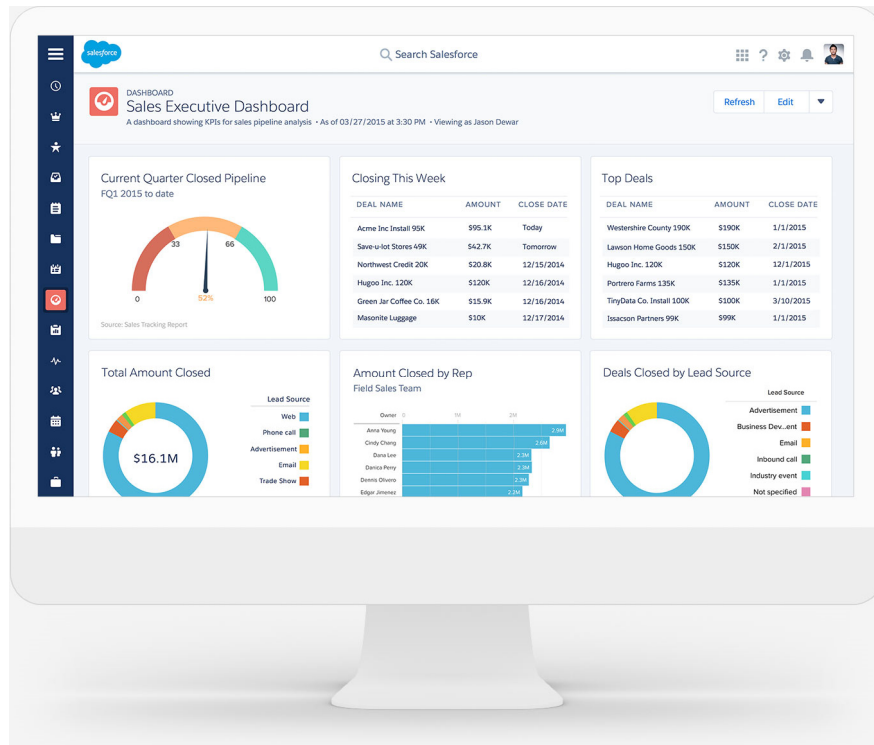 salesforce
Search Salesforce
?
DASHBOARD
Sales Executive Dashboard
A dashboard showing KPIs for sales pipeline analysis • As of 03/27/2015 at 3:30 PM • Viewing as Jason Dewar
Refresh Edit
Current Quarter Closed Pipeline
FQ1 2015 to date
33 66
0 52% 100
Source: Sales Tracking Report
Closing This Week
DEAL NAME AMOUNT CLOSE DATE
Acme Inc Install 95K $95.1K Today
Save-u-lot Stores 49K $42.7K Tomorrow
Northwest Credit 20K $20.8K 12/15/2014
Hugoo Inc. 120K $120K 12/16/2014
Green Jar Coffee Co. 16K $15.9K 12/16/2014
Masonite Luggage $10K 12/17/2014
Top Deals
DEAL NAME AMOUNT CLOSE DATE
Westershire County 190K $190K 1/1/2015
Lawson Home Goods 150K $150K 2/1/2015
Hugoo Inc. 120K $120K 12/1/2015
Portrero Farms 135K $135K 1/1/2015
TinyData Co. Install 100K $100K 3/10/2015
Issacson Partners 99K $99K 1/1/2015
Total Amount Closed
$16.1M
Lead Source
Web
Phone call
Advertisement
Email
Trade Show
Amount Closed by Rep
Field Sales Team
Owner 0 1M 2M
Anna Young 2.9M
Cindy Chang 2.6M
Dana Lee 2.3M
Danica Perry 2.3M
Dennis Olivero 2.3M
Edgar Jimenez 2.2M
Deals Closed by Lead Source
Lead Source
Advertisement
Business Dev...ent
Email
Inbound call
Industry event
Not specified